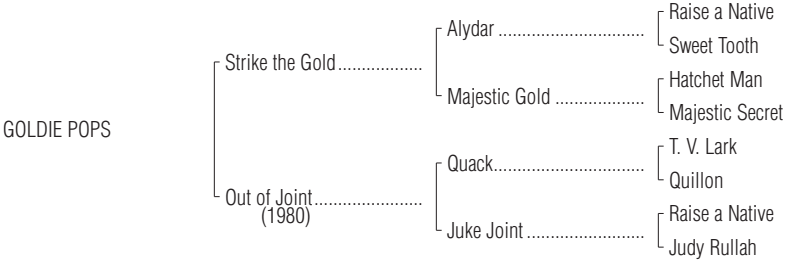 Raise a Native
Alydar ..............................
Sweet Tooth
Strike the Gold.................
Hatchet Man
Majestic Gold ..................
Majestic Secret
GOLDIE POPS
T. V. Lark
Quack...............................
Quillon
Out of Joint......................
(1980)
Raise a Native
Juke Joint ........................
Judy Rullah